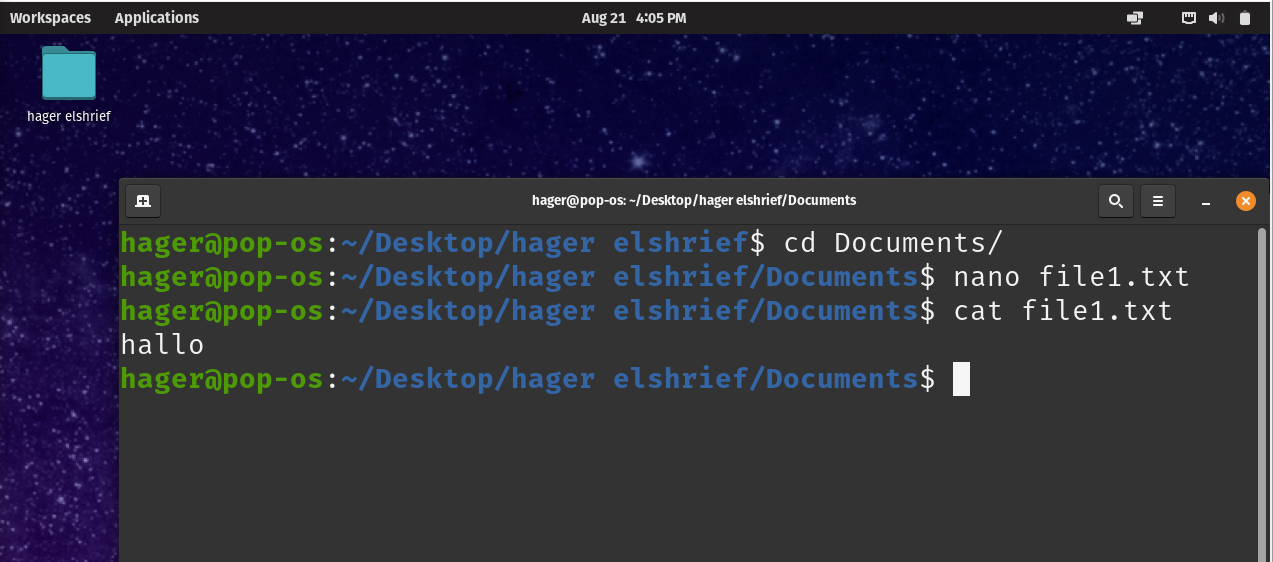 Workspaces Applications Aug 21 4:05 PM
hager elshrief
hager@pop-os: ~/Desktop/hager elshrief/Documents
hager@pop-os:~/Desktop/hager elshrief$ cd Documents/
hager@pop-os:~/Desktop/hager elshrief/Documents$ nano file1.txt
hager@pop-os:~/Desktop/hager elshrief/Documents$ cat file1.txt
hallo
hager@pop-os:~/Desktop/hager elshrief/Documents$